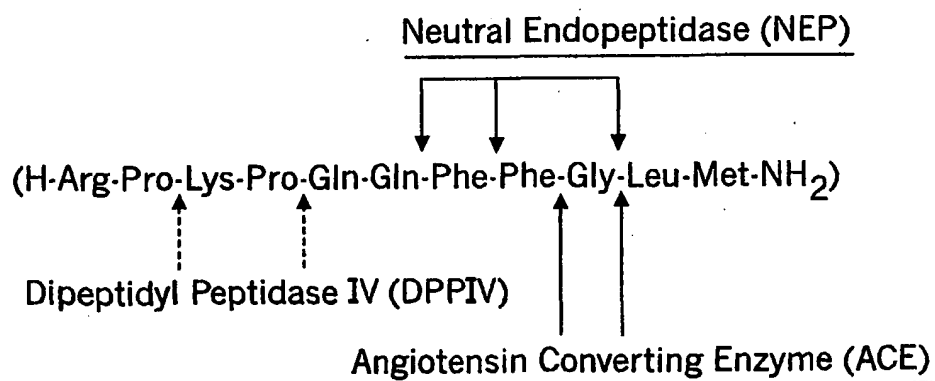 Neutral Endopeptidase (NEP)
(H-Arg-Pro-Lys-Pro-Gln-Gln-Phe-Phe-Gly-Leu-Met-NH2)
Dipeptidyl Peptidase IV (DPPIV)
Angiotensin Converting Enzyme (ACE)